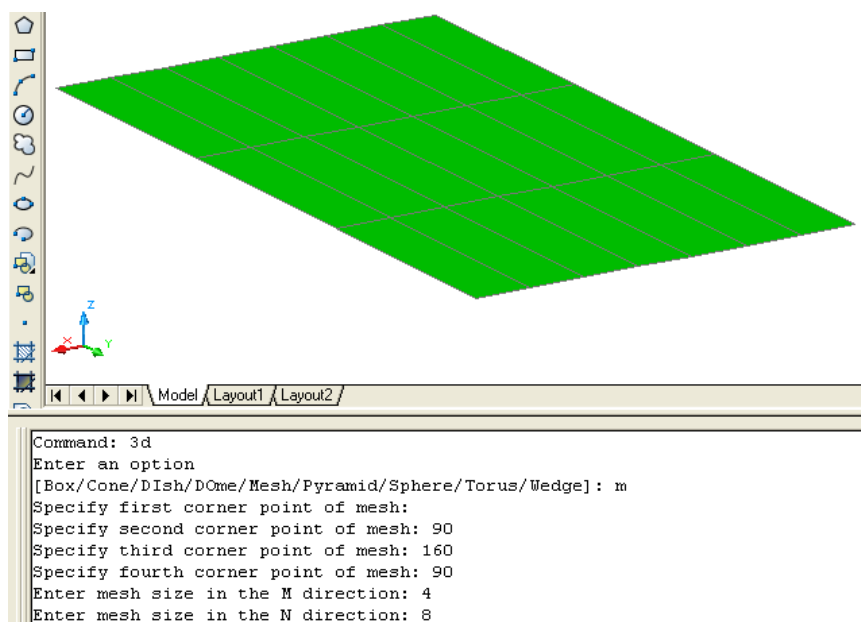 Z
X
Y
Model Layout1 Layout2
Command: 3d
Enter an option
[Box/Cone/DIsh/DOme/Mesh/Pyramid/Sphere/Torus/Wedge]: m
Specify first corner point of mesh:
Specify second corner point of mesh: 90
Specify third corner point of mesh: 160
Specify fourth corner point of mesh: 90
Enter mesh size in the M direction: 4
Enter mesh size in the N direction: 8